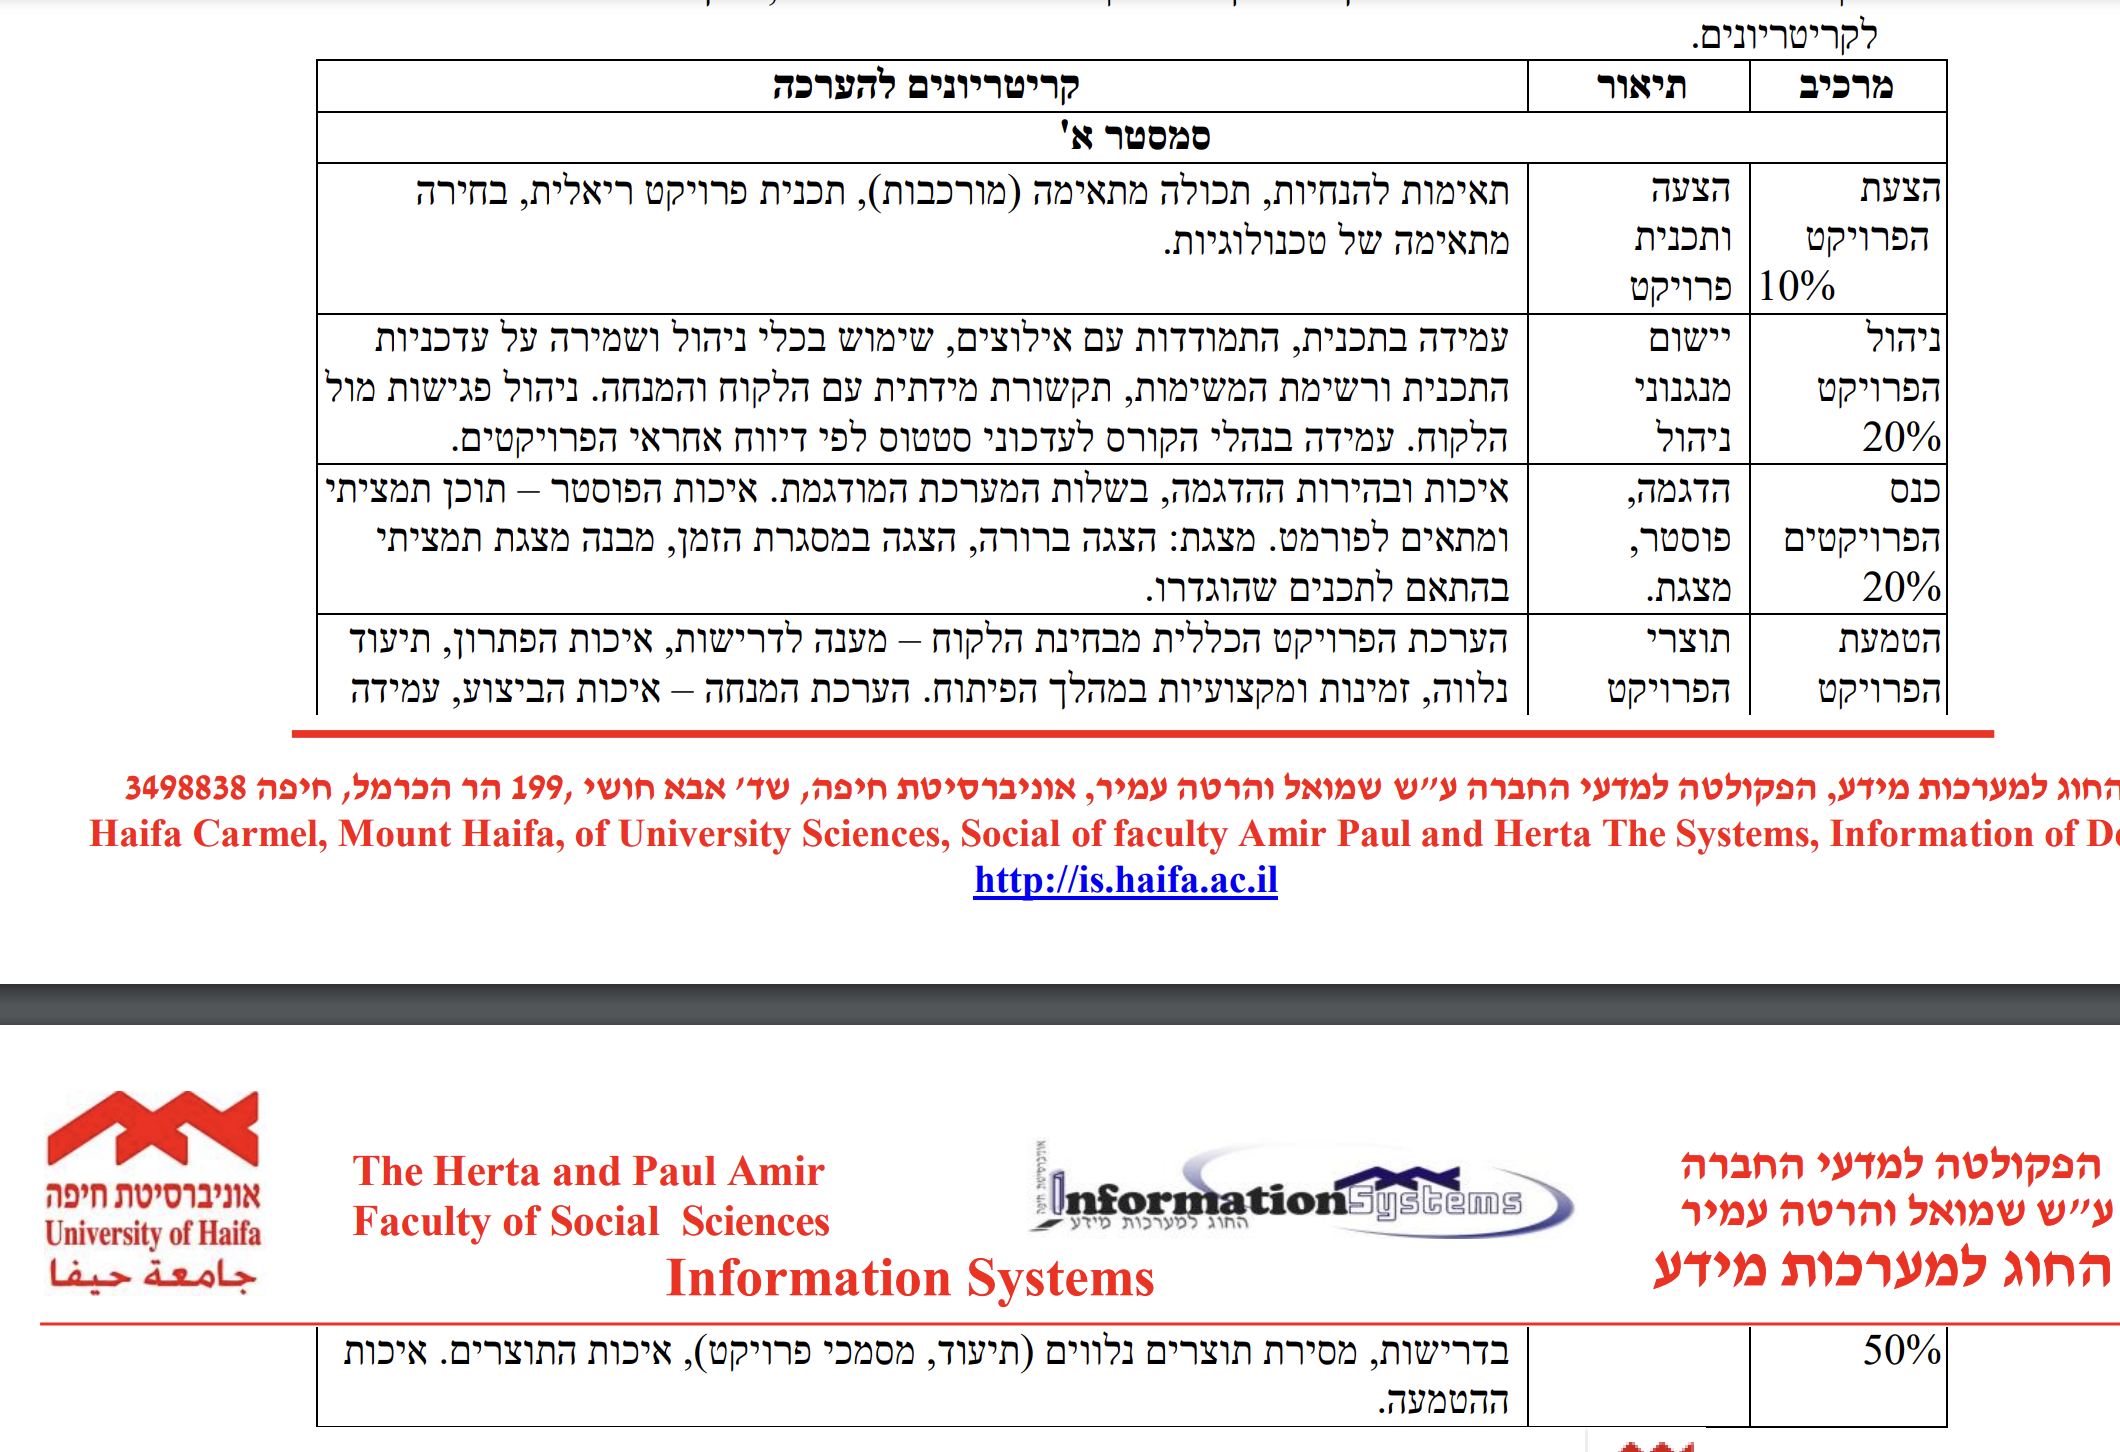 לקריטריונים.
מרכיב תיאור קריטריונים להערכה
סמסטר א'
הצעת הפרויקט 10%
הצעה ותכנית פרויקט
תאימות להנחיות, תכולה מתאימה (מורכבות), תכנית פרויקט ריאלית, בחירה
מתאימה של טכנולוגיות.
ניהול הפרויקט 20%
יישום מנגנוני ניהול
עמידה בתכנית, התמודדות עם אילוצים, שימוש בכלי ניהול ושמירה על עדכניות
התכנית ורשימת המשימות, תקשורת מידתית עם הלקוח והמנחה. ניהול פגישות מול
הלקוח. עמידה בנהלי הקורס לעדכוני סטטוס לפי דיווח אחראי הפרויקטים.
כנס הפרויקטים 20%
הדגמה, פוסטר, מצגת.
איכות ובהירות ההדגמה, בשלות המערכת המודגמת. איכות הפוסטר – תוכן תמציתי
ומתאים לפורמט. מצגת: הצגה ברורה, הצגה במסגרת הזמן, מבנה מצגת תמציתי
בהתאם לתכנים שהוגדרו.
הטמעת הפרויקט
תוצרי הפרויקט
הערכת הפרויקט הכללית מבחינת הלקוח – מענה לדרישות, איכות הפתרון, תיעוד
נלווה, זמינות ומקצועיות במהלך הפיתוח. הערכת המנחה – איכות הביצוע, עמידה
החוג למערכות מידע, הפקולטה למדעי החברה ע״ש שמואל והרטה עמיר, אוניברסיטת חיפה, שד׳ אבא חושי ,199 הר הכרמל, חיפה 3498838
Haifa Carmel, Mount Haifa, of University Sciences, Social of faculty Amir Paul and Herta The Systems, Information of
http://is.haifa.ac.il
אוניברסיטת חיפה
University of Haifa
جامعة حيفا
The Herta and Paul Amir
Faculty of Social Sciences
Information Systems
אוניברסיטת חיפה
Information Systems
החוג למערכות מידע
הפקולטה למדעי החברה
ע״ש שמואל והרטה עמיר
החוג למערכות מידע
50%
בדרישות, מסירת תוצרים נלווים (תיעוד, מסמכי פרויקט), איכות התוצרים. איכות
ההטמעה.